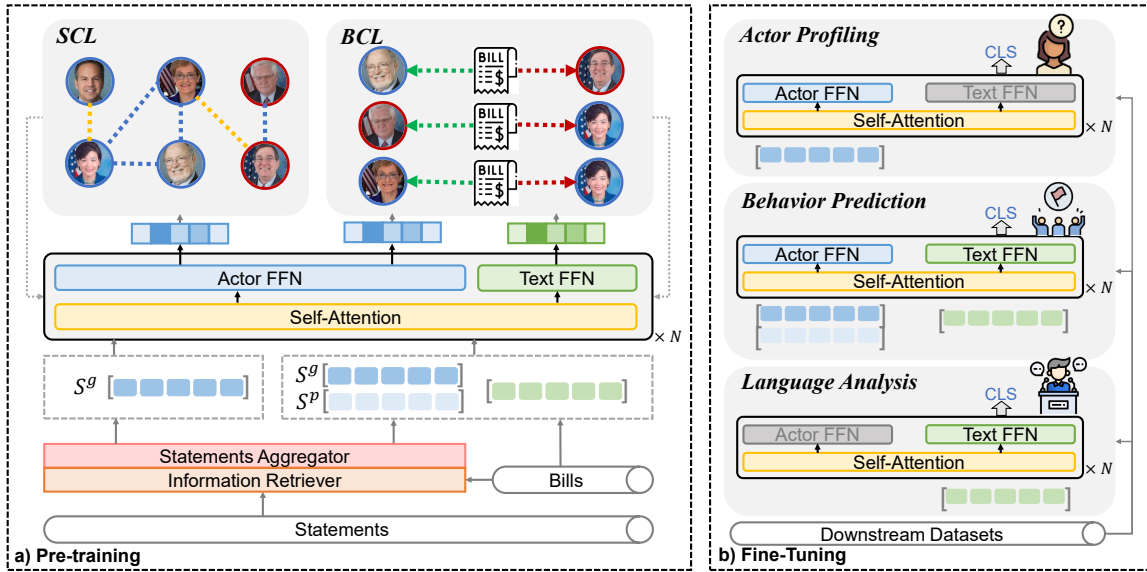 SCL
BCL
BILL
$
BILL
$
BILL
$
Actor FFN
Text FFN
Self-Attention
× N
S^g
S^g
S^p
Statements Aggregator
Information Retriever
Bills
Statements
a) Pre-training
Actor Profiling
?
CLS
Actor FFN
Text FFN
Self-Attention
× N
Behavior Prediction
CLS
Actor FFN
Text FFN
Self-Attention
× N
Language Analysis
CLS
Actor FFN
Text FFN
Self-Attention
× N
Downstream Datasets
b) Fine-Tuning